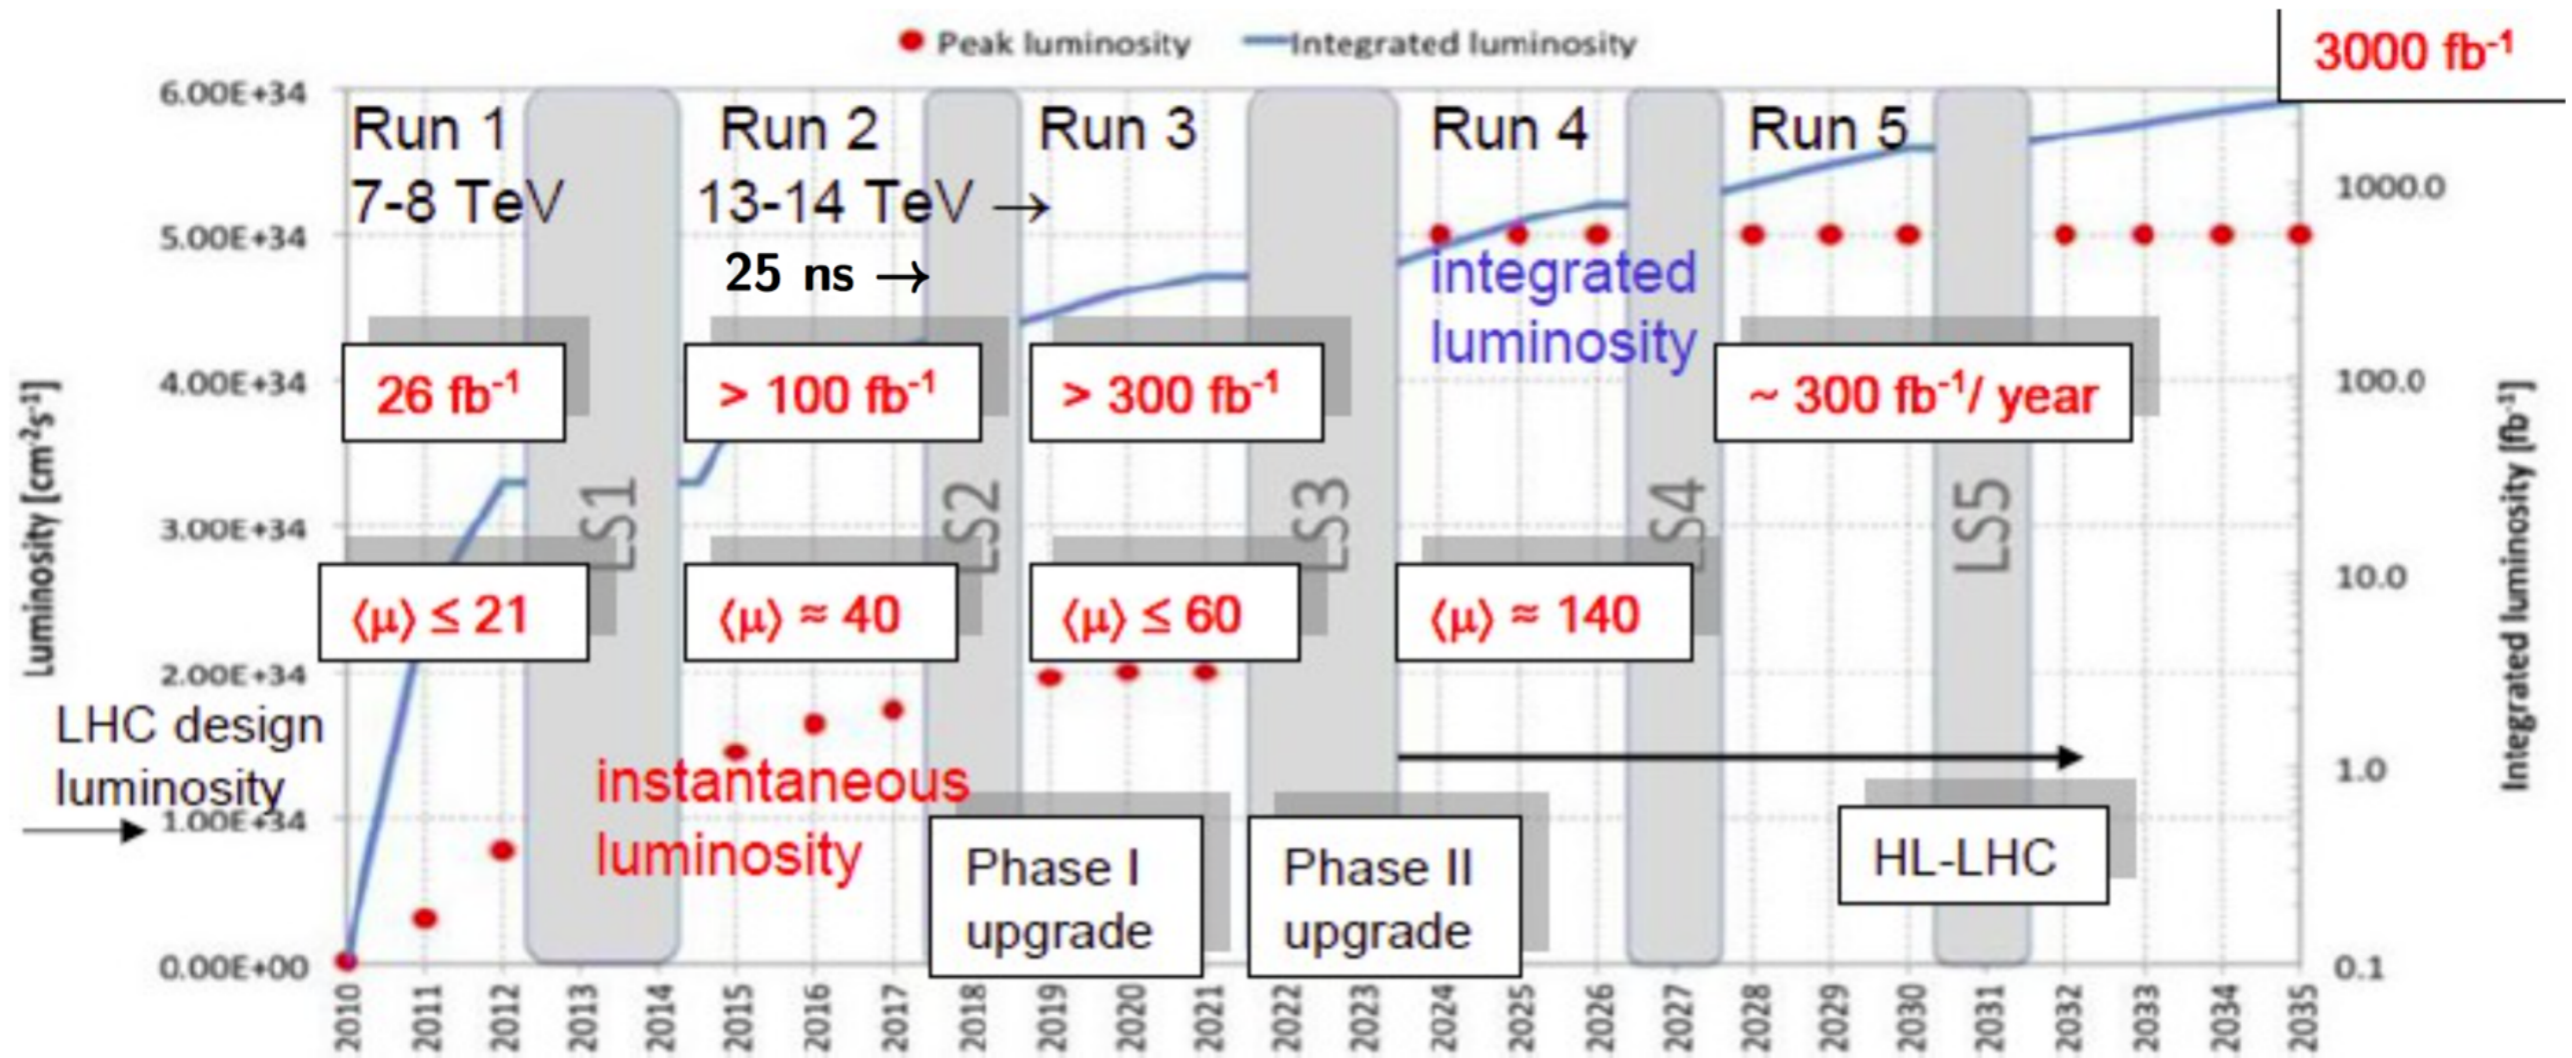 Peak luminosity
Integrated luminosity
3000 fb⁻¹
6.00E+34
5.00E+34
4.00E+34
3.00E+34
2.00E+34
1.00E+34
0.00E+00
Luminosity [cm⁻²s⁻¹]
LHC design
luminosity
→
Run 1
7-8 TeV
Run 2
13-14 TeV →
25 ns →
Run 3
Run 4
Run 5
26 fb⁻¹
> 100 fb⁻¹
> 300 fb⁻¹
integrated
luminosity
~ 300 fb⁻¹/ year
LS1
LS2
LS3
LS4
LS5
⟨μ⟩ ≤ 21
⟨μ⟩ ≈ 40
⟨μ⟩ ≤ 60
⟨μ⟩ ≈ 140
instantaneous
luminosity
Phase I
upgrade
Phase II
upgrade
HL-LHC
1000.0
100.0
10.0
1.0
0.1
Integrated luminosity [fb⁻¹]
2010
2011
2012
2013
2014
2015
2016
2017
2018
2019
2020
2021
2022
2023
2024
2025
2026
2027
2028
2029
2030
2031
2032
2033
2034
2035